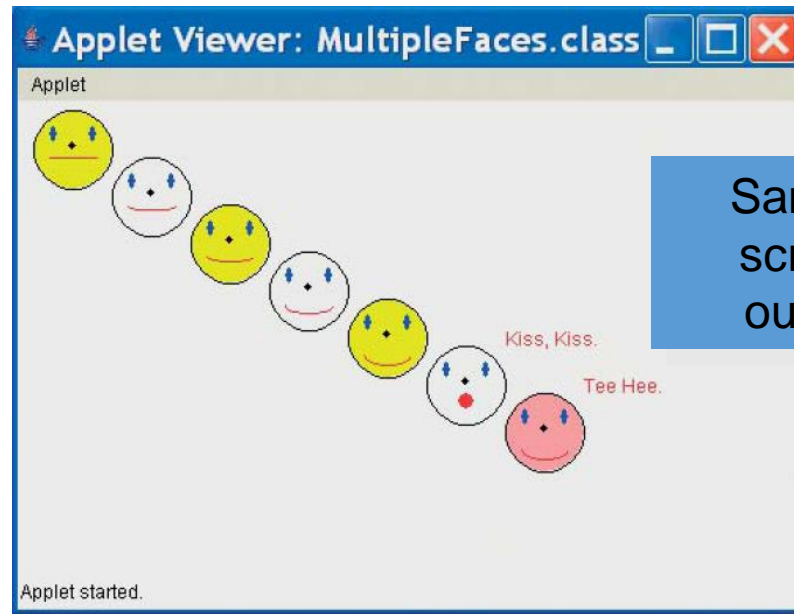 Applet Viewer: MultipleFaces.class
Applet
Kiss, Kiss.
Tee Hee.
Applet started.